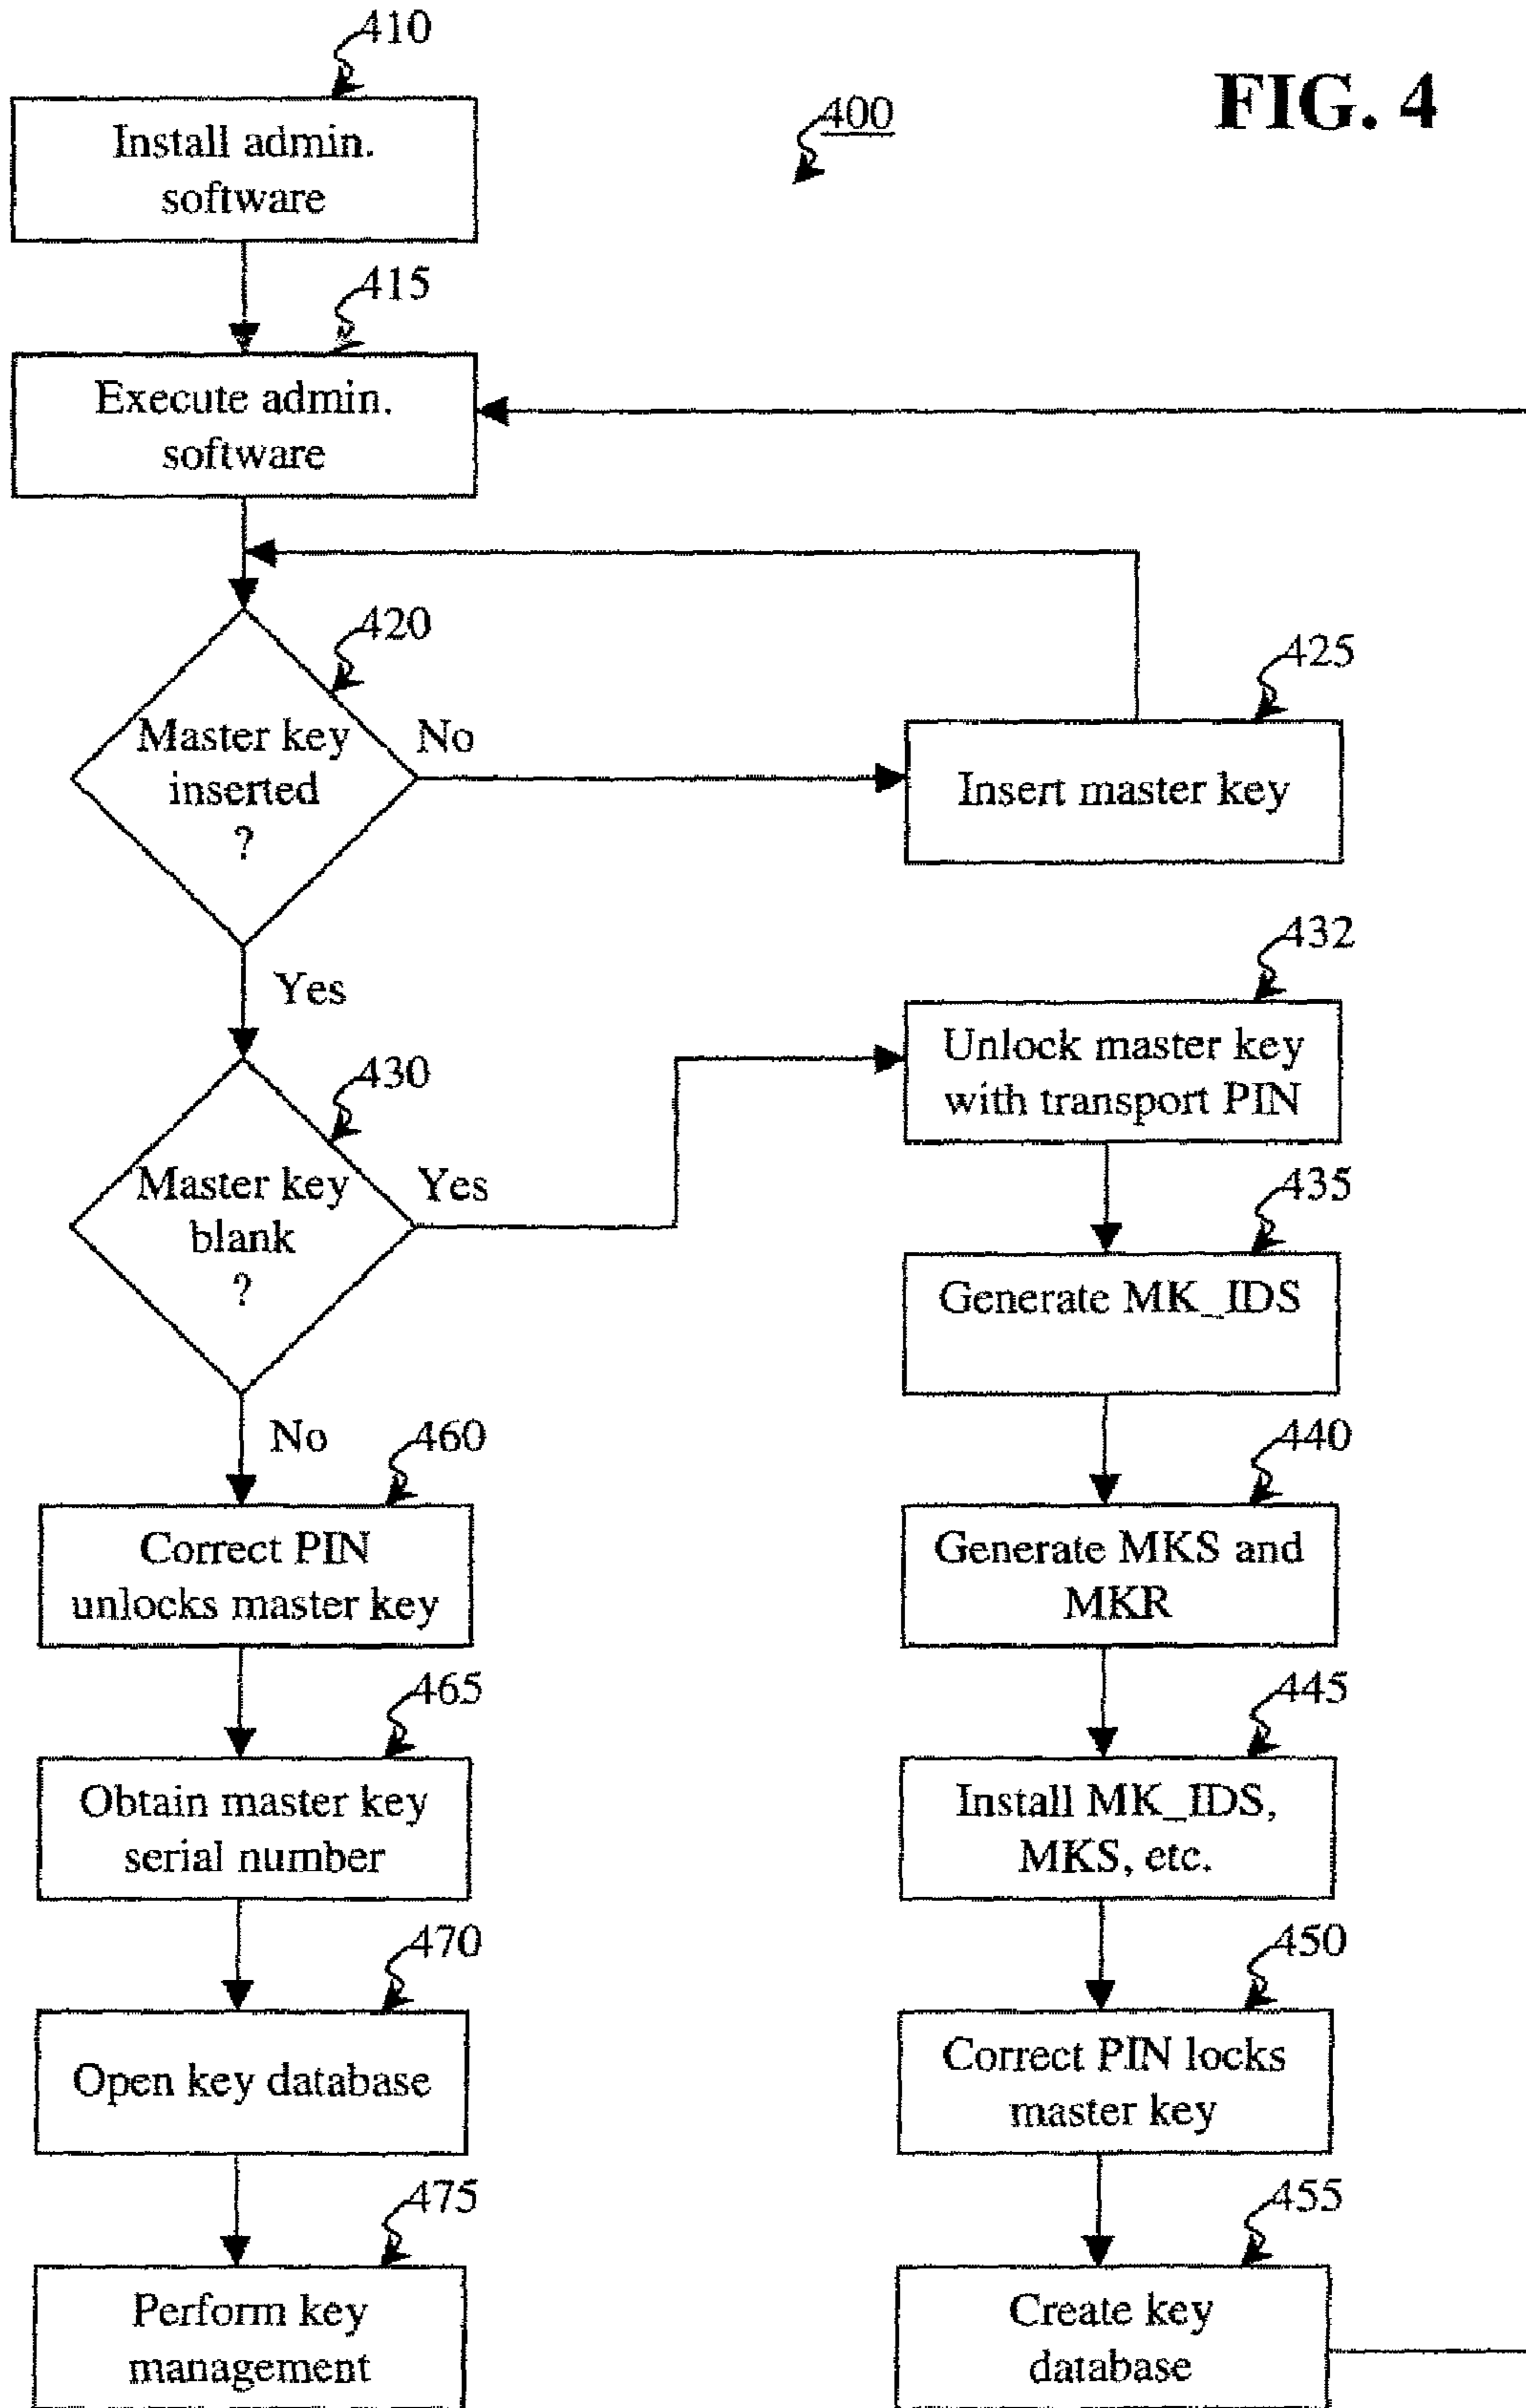 410
400
FIG. 4
Install admin.
software
415
Execute admin.
software
420
Master key
inserted
?
No
425
Insert master key
Yes
432
Unlock master key
with transport PIN
430
Master key
blank
?
Yes
435
Generate MK_IDS
No
460
Correct PIN
unlocks master key
440
Generate MKS and
MKR
465
Obtain master key
serial number
445
Install MK_IDS,
MKS, etc.
470
Open key database
450
Correct PIN locks
master key
475
Perform key
management
455
Create key
database